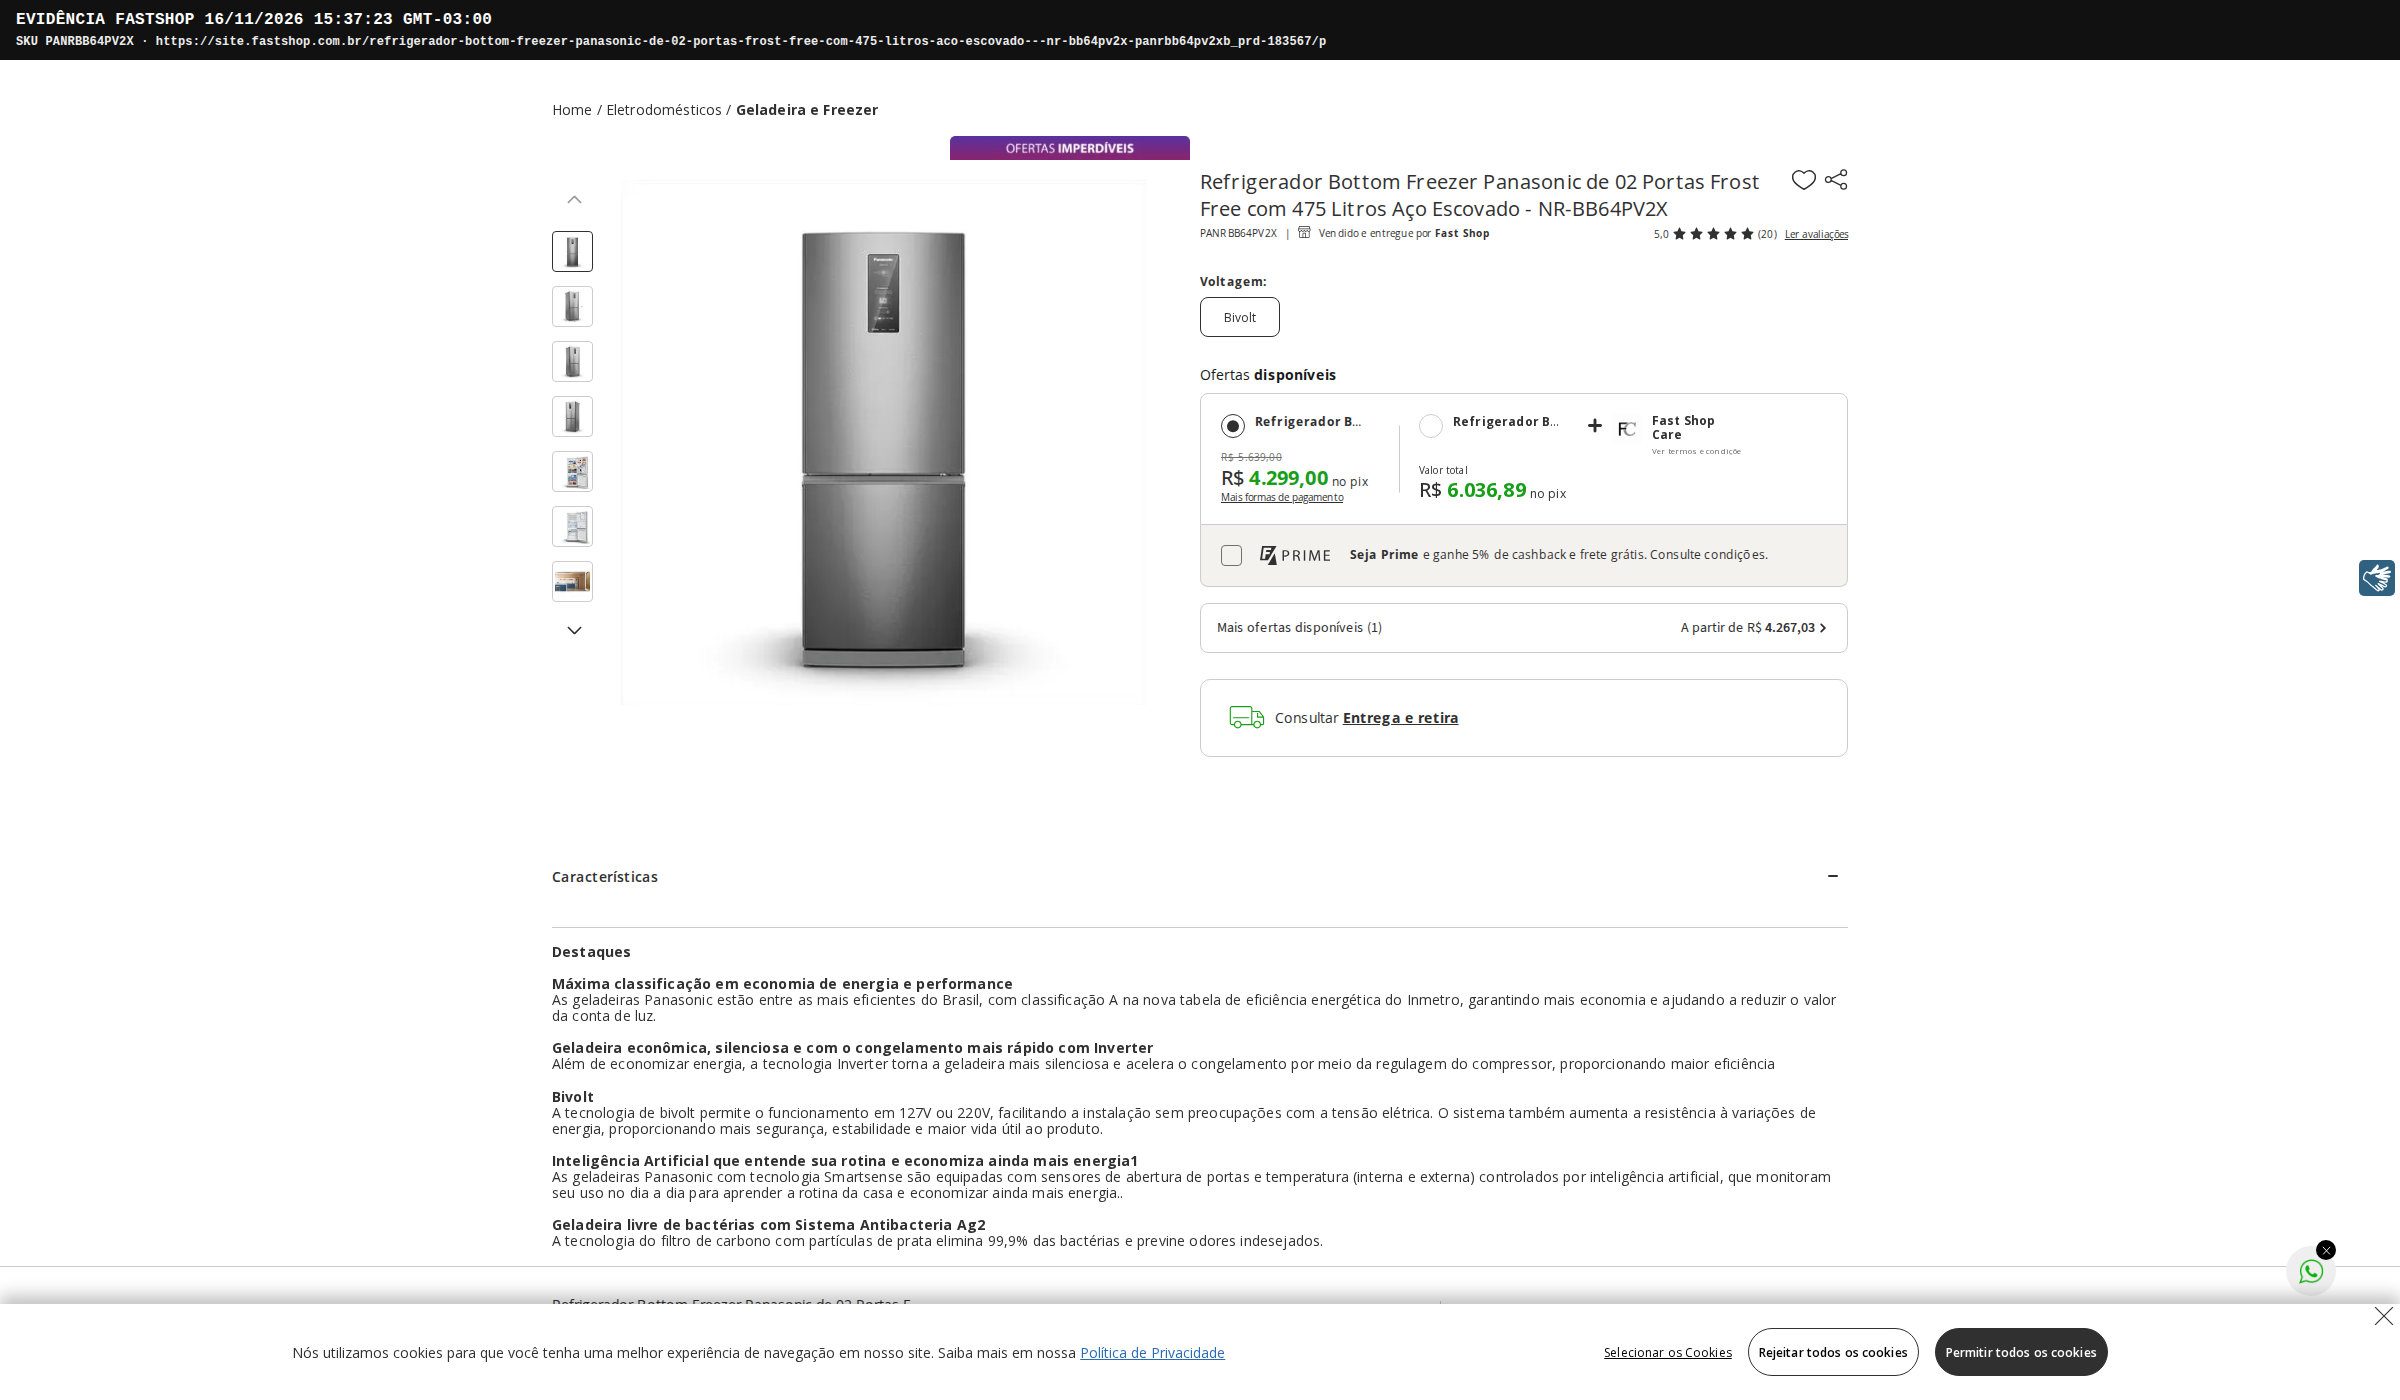 EVIDÊNCIA FASTSHOP 16/11/2026 15:37:23 GMT-03:00
SKU PANRBB64PV2X · https://site.fastshop.com.br/refrigerador-bottom-freezer-panasonic-de-02-portas-frost-free-com-475-litros-aco-escovado---nr-bb64pv2x-panrbb64pv2xb_prd-183567/p
Home / Eletrodomésticos / Geladeira e Freezer
OFERTAS IMPERDÍVEIS
Refrigerador Bottom Freezer Panasonic de 02 Portas Frost
Free com 475 Litros Aço Escovado - NR-BB64PV2X
PANRBB64PV2X | Vendido e entregue por Fast Shop
5,0 (20) Ler avaliações
Voltagem:
Bivolt
Ofertas disponíveis
Refrigerador B...
R$ 5.639,00
R$ 4.299,00 no pix
Mais formas de pagamento
Refrigerador B...
+ FC Fast Shop
Care
Ver termos e condiçõe
Valor total
R$ 6.036,89 no pix
PRIME Seja Prime e ganhe 5% de cashback e frete grátis. Consulte condições.
Mais ofertas disponíveis (1) A partir de R$ 4.267,03
Consultar Entrega e retira
Panasonic
Características
Destaques
Máxima classificação em economia de energia e performance
As geladeiras Panasonic estão entre as mais eficientes do Brasil, com classificação A na nova tabela de eficiência energética do Inmetro, garantindo mais economia e ajudando a reduzir o valor
da conta de luz.
Geladeira econômica, silenciosa e com o congelamento mais rápido com Inverter
Além de economizar energia, a tecnologia Inverter torna a geladeira mais silenciosa e acelera o congelamento por meio da regulagem do compressor, proporcionando maior eficiência
Bivolt
A tecnologia de bivolt permite o funcionamento em 127V ou 220V, facilitando a instalação sem preocupações com a tensão elétrica. O sistema também aumenta a resistência à variações de
energia, proporcionando mais segurança, estabilidade e maior vida útil ao produto.
Inteligência Artificial que entende sua rotina e economiza ainda mais energia1
As geladeiras Panasonic com tecnologia Smartsense são equipadas com sensores de abertura de portas e temperatura (interna e externa) controlados por inteligência artificial, que monitoram
seu uso no dia a dia para aprender a rotina da casa e economizar ainda mais energia..
Geladeira livre de bactérias com Sistema Antibacteria Ag2
A tecnologia do filtro de carbono com partículas de prata elimina 99,9% das bactérias e previne odores indesejados.
Refrigerador Bottom Freezer Panasonic de 02 Portas F
Nós utilizamos cookies para que você tenha uma melhor experiência de navegação em nosso site. Saiba mais em nossa Política de Privacidade
Selecionar os Cookies
Rejeitar todos os cookies
Permitir todos os cookies